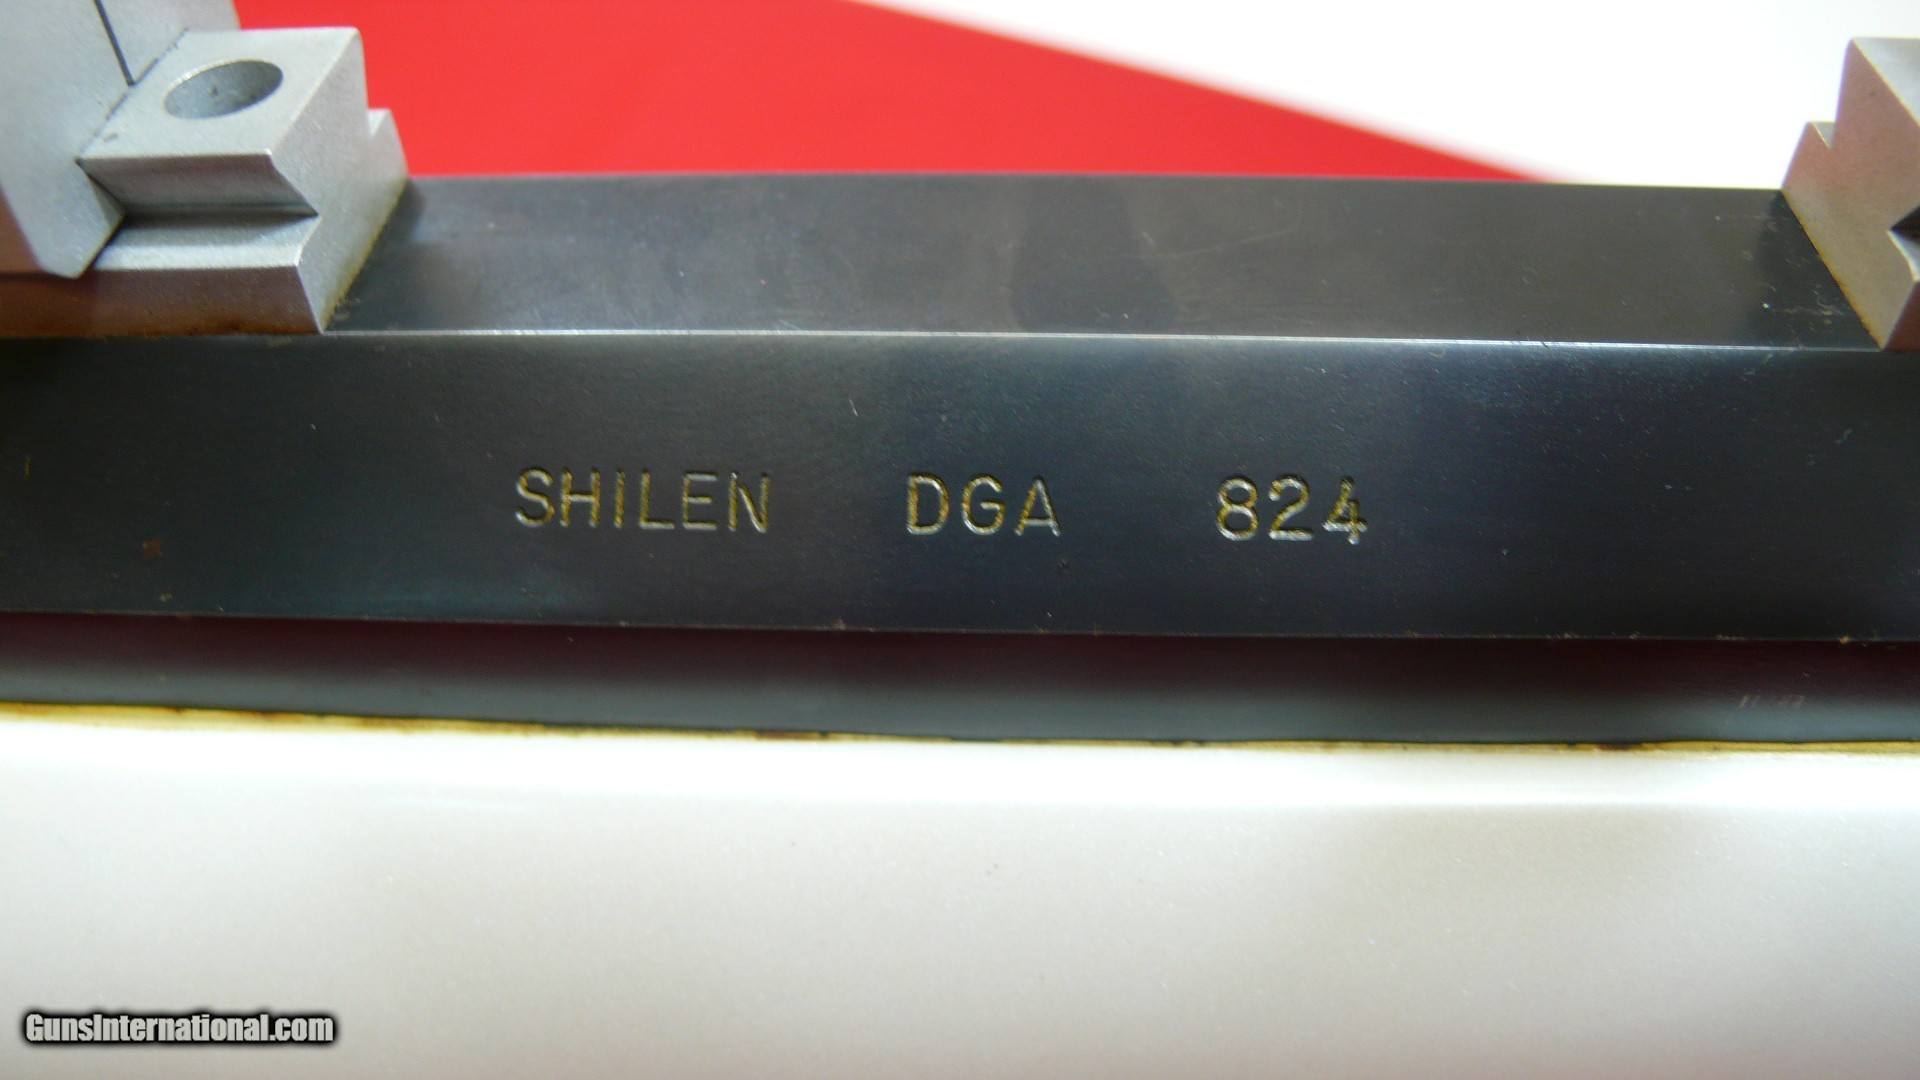 SHILEN DGA 824
GunsInternational.com